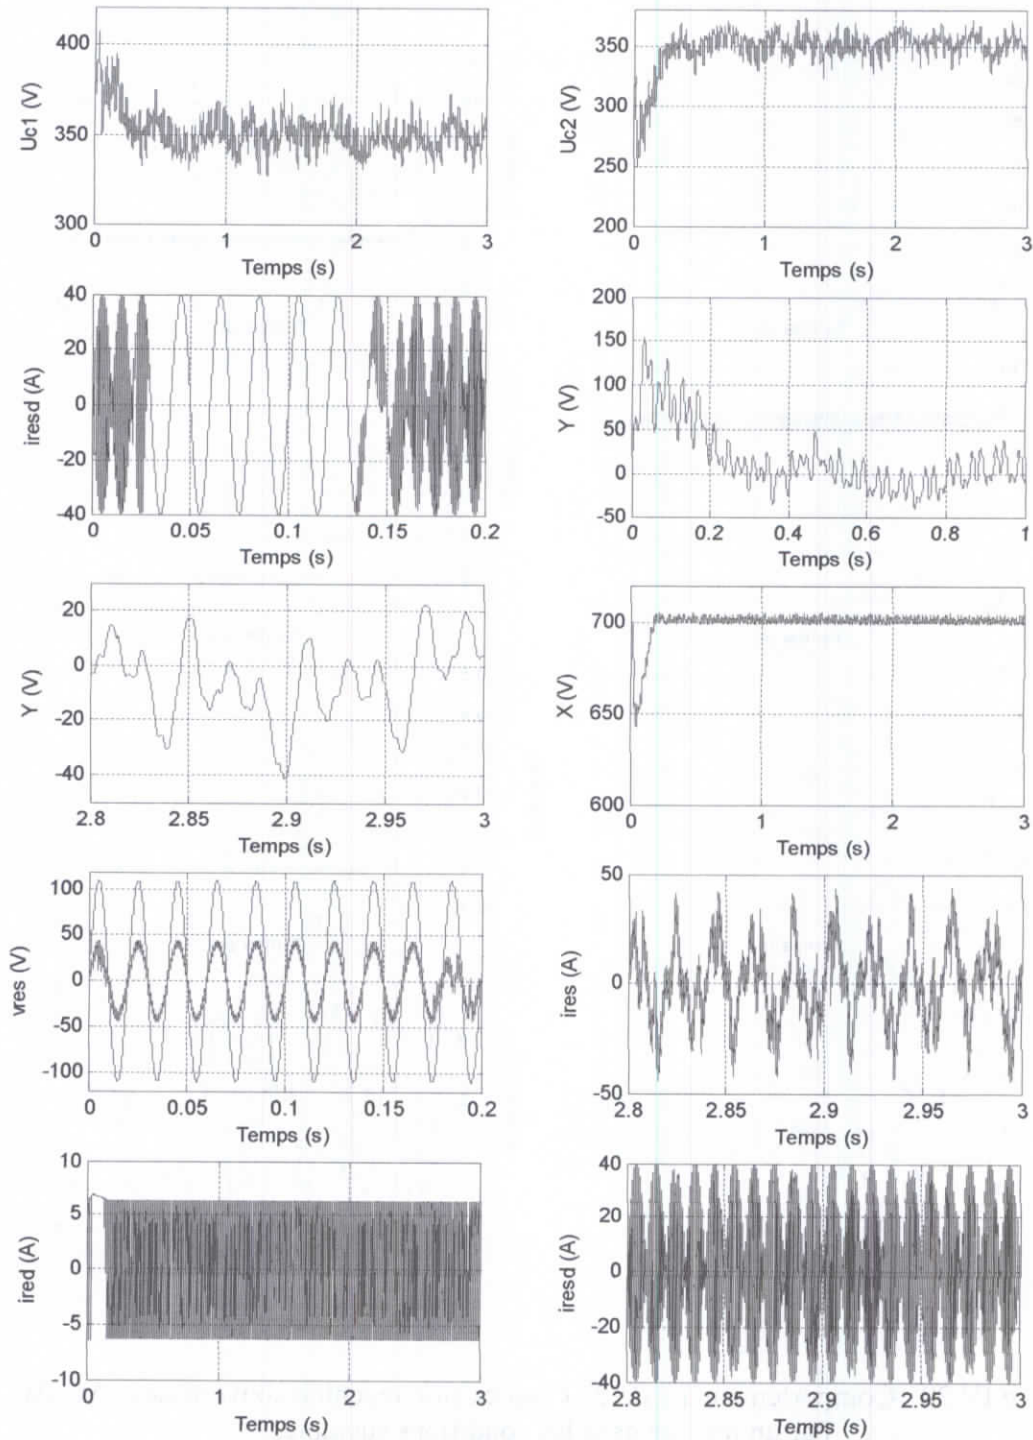 400
350
300
Uc1 (V)
0 1 2 3
Temps (s)
350
300
250
200
Uc2 (V)
0 1 2 3
Temps (s)
40
20
0
-20
-40
iresd (A)
0 0.05 0.1 0.15 0.2
Temps (s)
200
150
100
50
0
-50
Y (V)
0 0.2 0.4 0.6 0.8 1
Temps (s)
20
0
-20
-40
Y (V)
2.8 2.85 2.9 2.95 3
Temps (s)
700
650
600
X (V)
0 1 2 3
Temps (s)
100
50
0
-50
-100
vres (V)
0 0.05 0.1 0.15 0.2
Temps (s)
50
0
-50
ires (A)
2.8 2.85 2.9 2.95 3
Temps (s)
10
5
0
-5
-10
ired (A)
0 1 2 3
Temps (s)
40
20
0
-20
-40
iresd (A)
2.8 2.85 2.9 2.95 3
Temps (s)